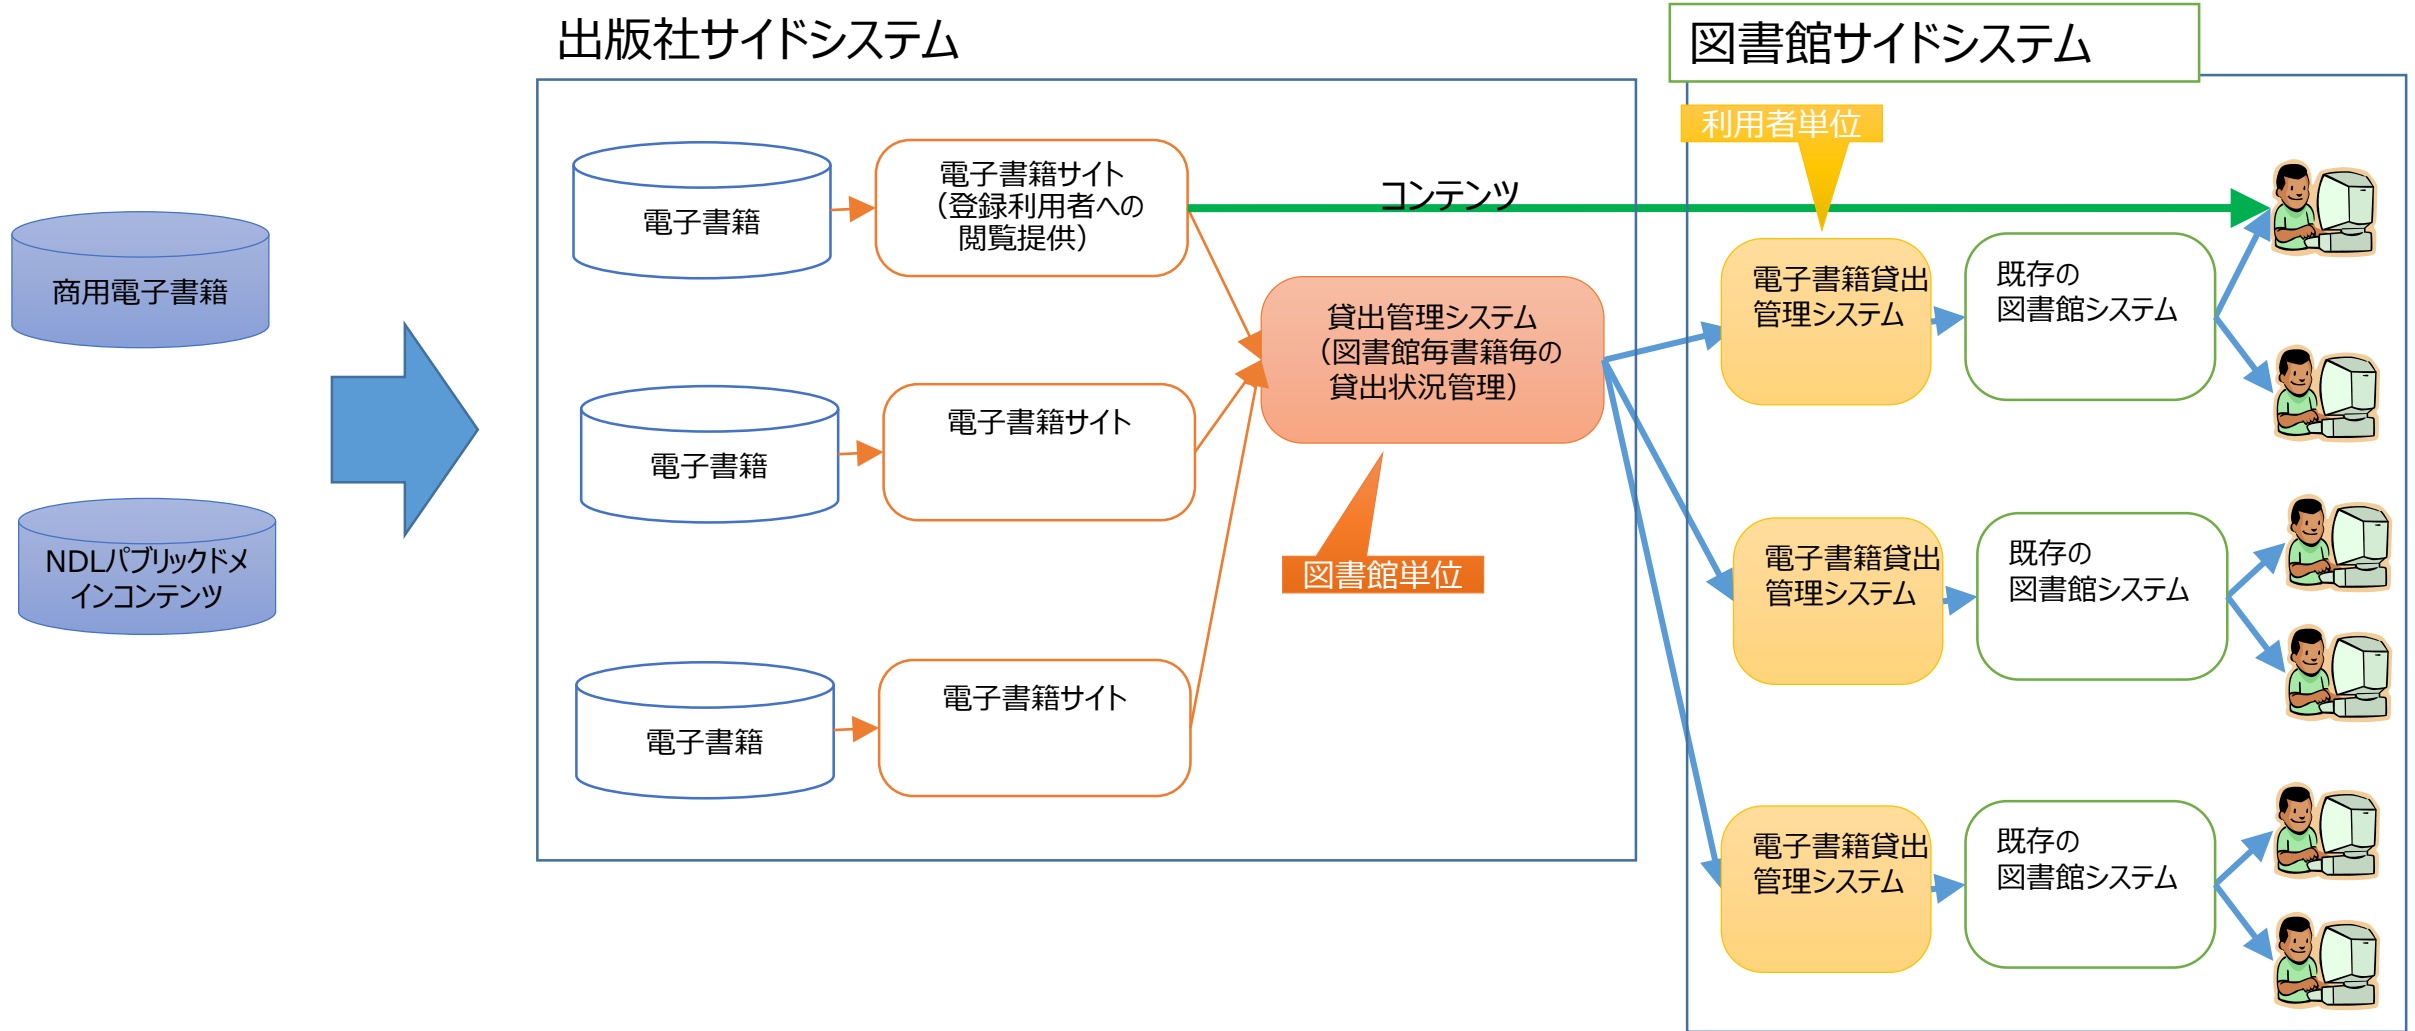 出版社サイドシステム
図書館サイドシステム
商用電子書籍
NDLパブリックドメ
インコンテンツ
電子書籍
電子書籍サイト
（登録利用者への
閲覧提供）
コンテンツ
電子書籍
電子書籍サイト
電子書籍
電子書籍サイト
貸出管理システム
（図書館毎書籍毎の
貸出状況管理）
図書館単位
利用者単位
電子書籍貸出
管理システム
既存の
図書館システム
電子書籍貸出
管理システム
既存の
図書館システム
電子書籍貸出
管理システム
既存の
図書館システム